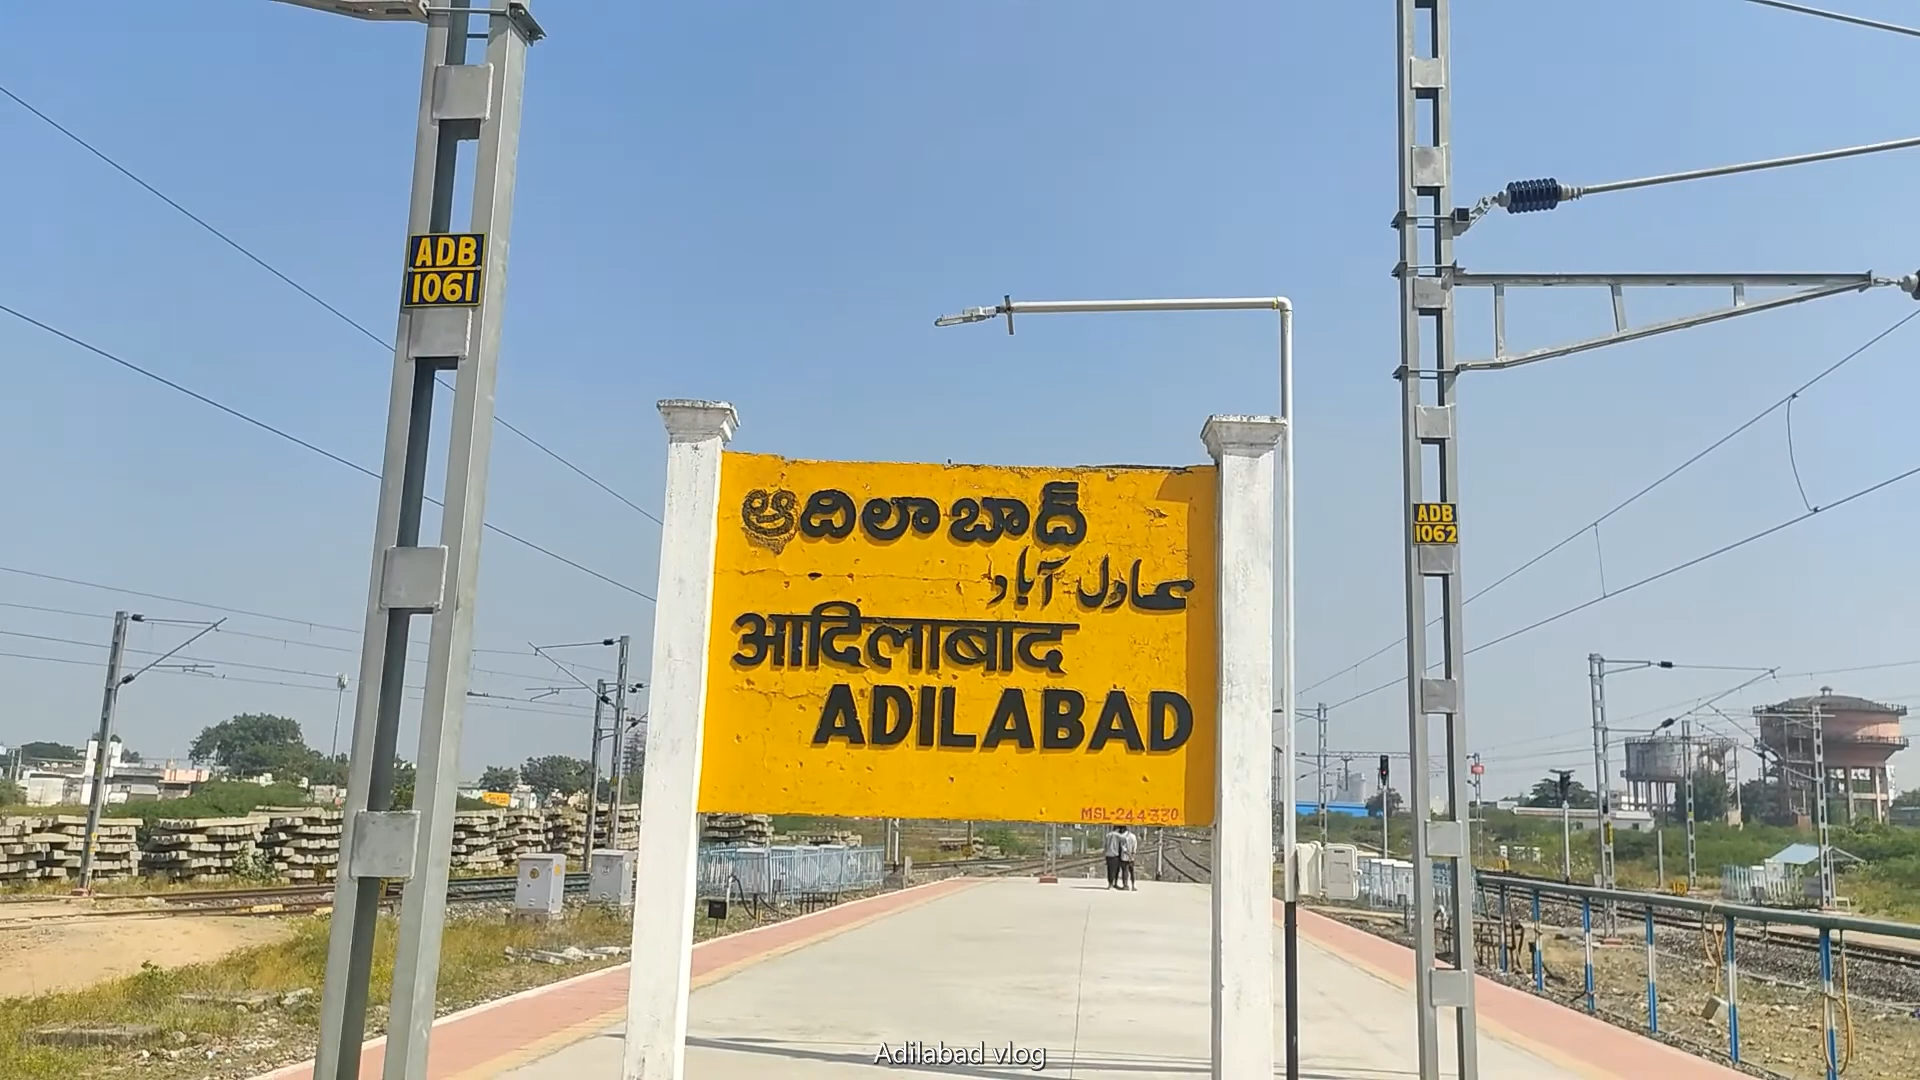 ADB
1061
ఆదిలాబాద్
عادل آباد
आदिलाबाद
ADILABAD
MSL-244.330
ADB
1062
Adilabad vlog